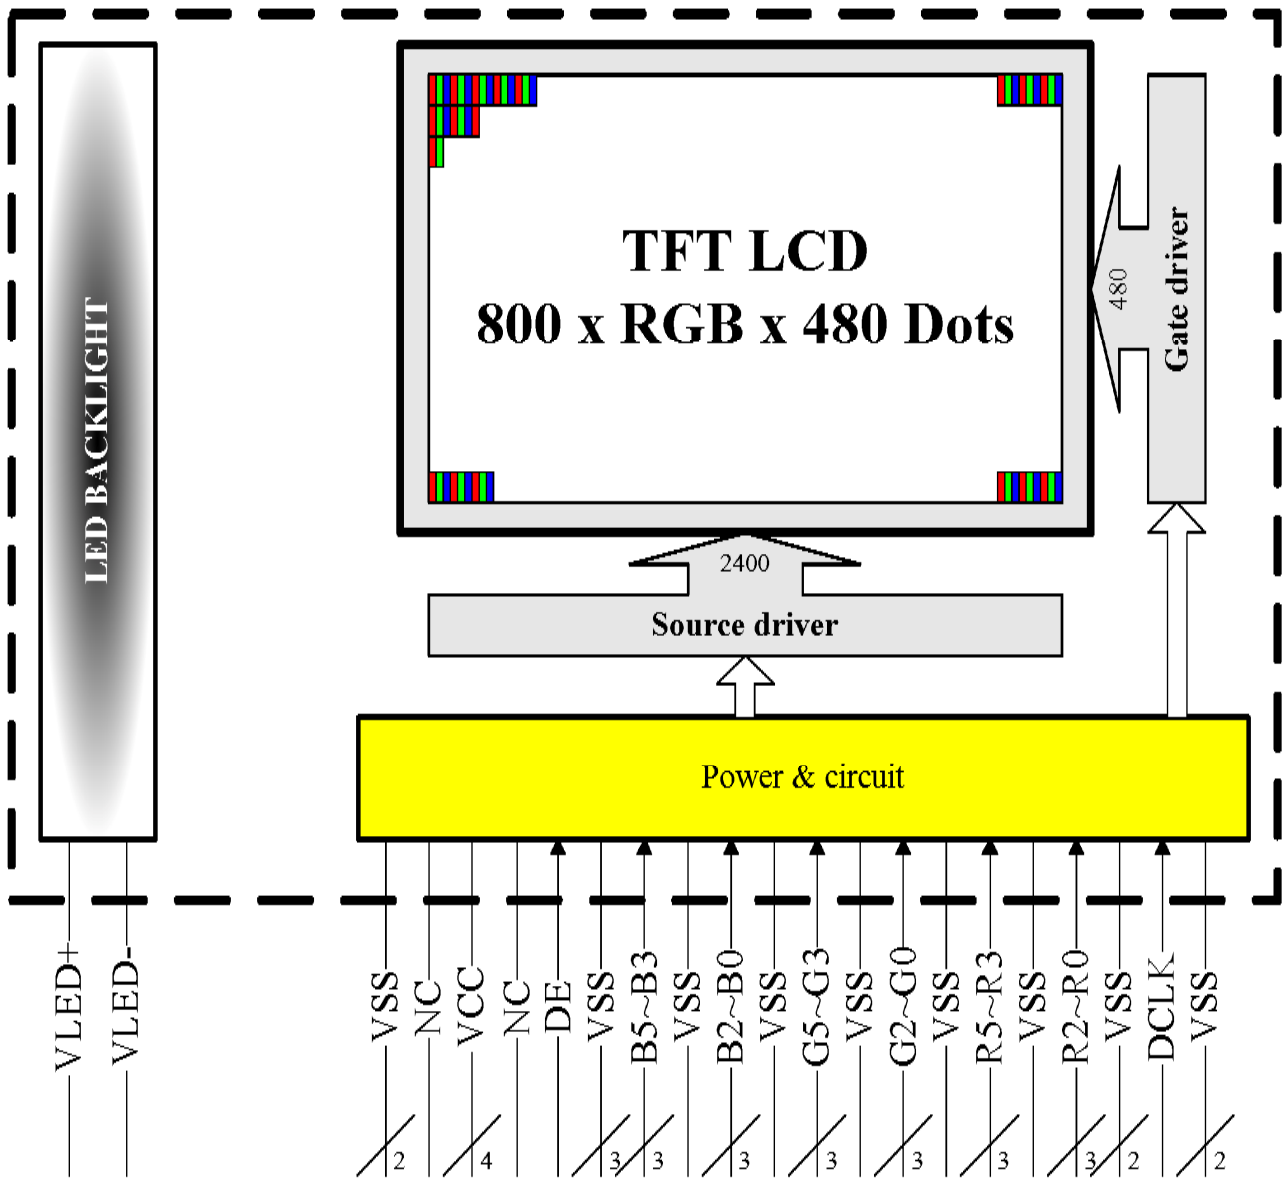 TFT LCD
800 x RGB x 480 Dots
LED BACKLIGHT
480
Gate driver
2400
Source driver
Power & circuit
VLED+
VLED-
VSS
NC
VCC
NC
DE
VSS
B5~B3
VSS
B2~B0
VSS
G5~G3
VSS
G2~G0
VSS
R5~R3
VSS
R2~R0
VSS
DCLK
VSS
2
4
3
3
3
3
3
3
3
2
2